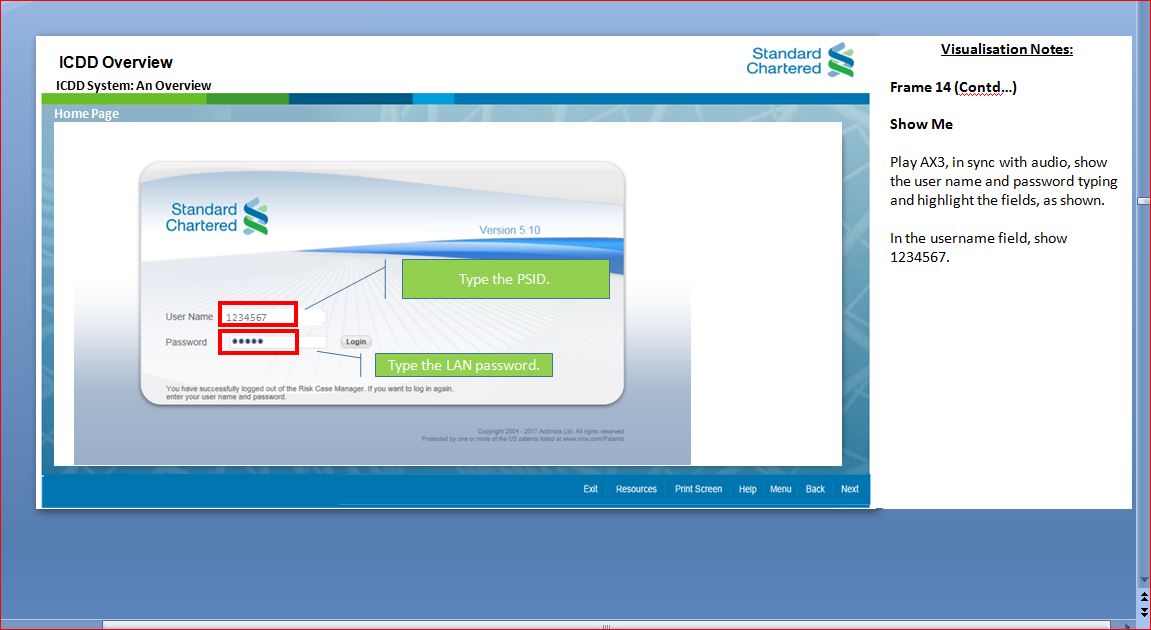 ICDD Overview
ICDD System: An Overview
Standard
Chartered
Home Page
Standard
Chartered
Version 5.10
Type the PSID.
User Name 1234567
Password ●●●●● Login
Type the LAN password.
You have successfully logged out of the Risk Case Manager. If you want to log in again,
enter your user name and password.
Copyright 2004 - 2017 Actimize Ltd. All rights reserved
Protected by one or more of the US patents listed at www.nice.com/Patents
Exit Resources Print Screen Help Menu Back Next
Visualisation Notes:
Frame 14 (Contd...)
Show Me
Play AX3, in sync with audio, show
the user name and password typing
and highlight the fields, as shown.
In the username field, show
1234567.